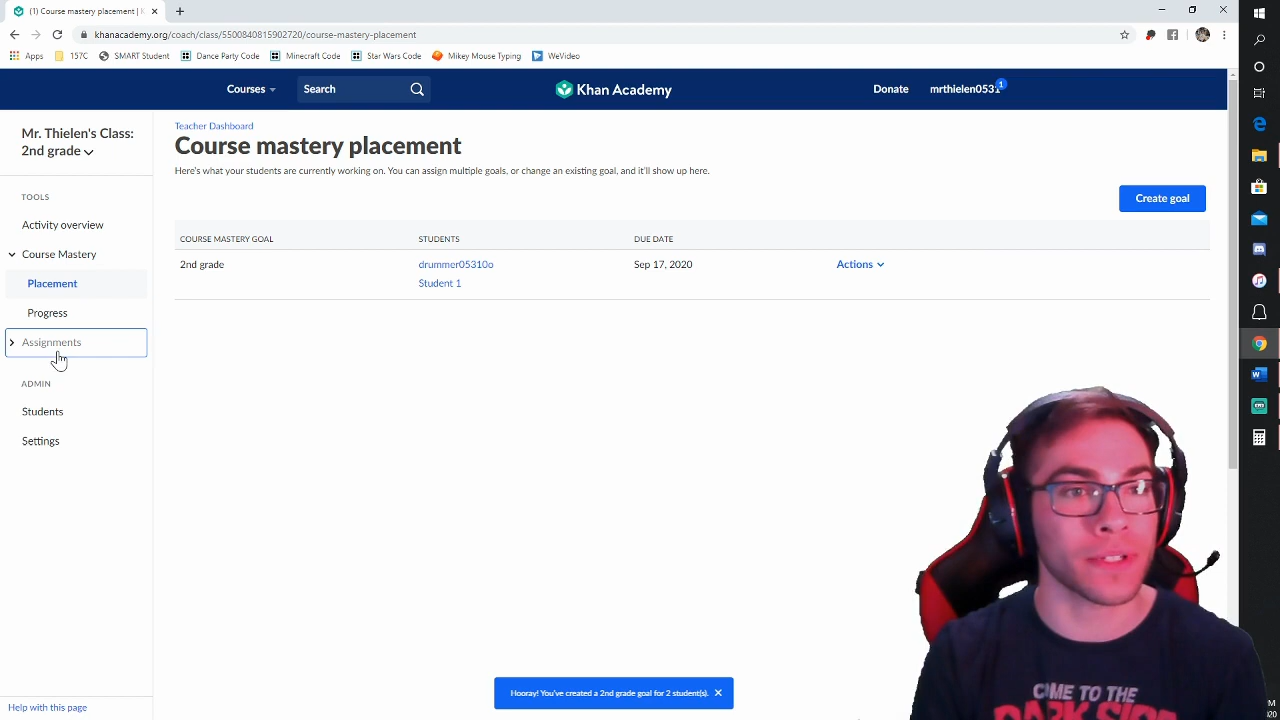 (1) Course mastery placement |
khanacademy.org/coach/class/5500840815902720/course-mastery-placement
Apps
157C
SMART Student
Dance Party Code
Minecraft Code
Star Wars Code
Mikey Mouse Typing
WeVideo
Courses
Search
Khan Academy
Donate
mrthielen0531
1
Mr. Thielen's Class:
2nd grade
TOOLS
Activity overview
Course Mastery
Placement
Progress
Assignments
ADMIN
Students
Settings
Help with this page
Teacher Dashboard
Course mastery placement
Here's what your students are currently working on. You can assign multiple goals, or change an existing goal, and it'll show up here.
Create goal
COURSE MASTERY GOAL STUDENTS DUE DATE
2nd grade drummer05310o Sep 17, 2020 Actions
Student 1
Hooray! You've created a 2nd grade goal for 2 student(s). ×
COME TO THE
DARK SIDE